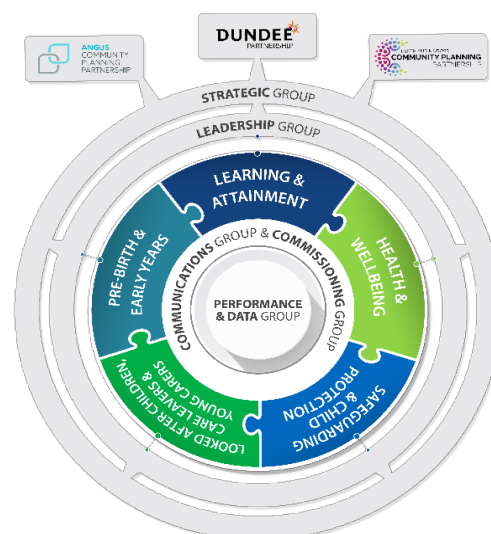 ANGUS
COMMUNITY
PLANNING
PARTNERSHIP
DUNDEE
PARTNERSHIP
COMMUNITY PLANNING
PARTNERSHIP
STRATEGIC GROUP
LEADERSHIP GROUP
LEARNING &
ATTAINMENT
HEALTH &
WELLBEING
SAFEGUARDING
& CHILD
PROTECTION
LOOKED AFTER CHILDREN,
CARE LEAVERS &
YOUNG CARERS
PRE-BIRTH &
EARLY YEARS
COMMUNICATIONS GROUP & COMMISSIONING GROUP
PERFORMANCE
& DATA GROUP